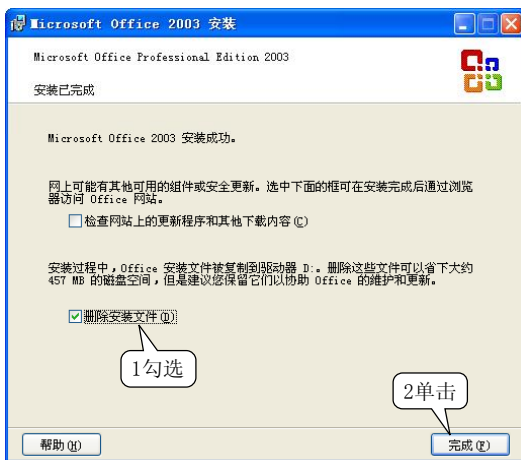 Microsoft Office 2003 安装
Microsoft Office Professional Edition 2003
安装已完成
Microsoft Office 2003 安装成功。
网上可能有其他可用的组件或安全更新。选中下面的框可在安装完成后通过浏览
器访问 Office 网站。
检查网站上的更新程序和其他下载内容(C)
安装过程中，Office 安装文件被复制到驱动器 D:。删除这些文件可以省下大约
457 MB 的磁盘空间，但是建议您保留它们以协助 Office 的维护和更新。
删除安装文件(D)
1勾选
2单击
帮助(H)
完成(F)